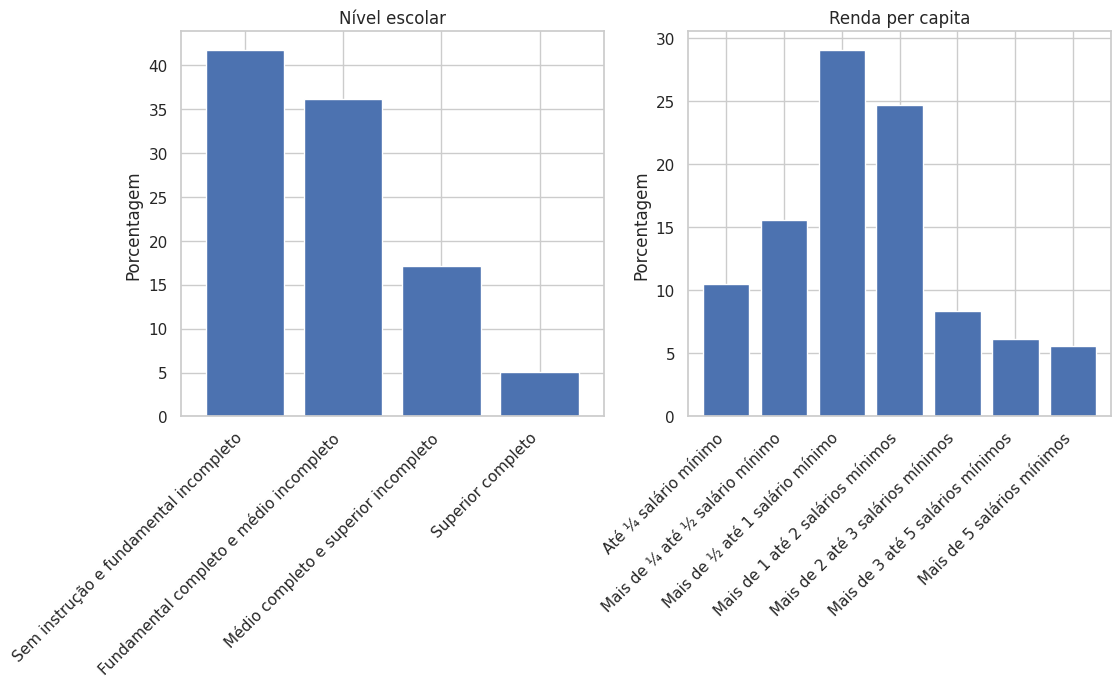 Nível escolar
Porcentagem
40
35
30
25
20
15
10
5
0
Sem instrução e fundamental incompleto
Fundamental completo e médio incompleto
Médio completo e superior incompleto
Superior completo
Renda per capita
Porcentagem
30
25
20
15
10
5
0
Até ¼ salário mínimo
Mais de ¼ até ½ salário mínimo
Mais de ½ até 1 salário mínimo
Mais de 1 até 2 salários mínimos
Mais de 2 até 3 salários mínimos
Mais de 3 até 5 salários mínimos
Mais de 5 salários mínimos